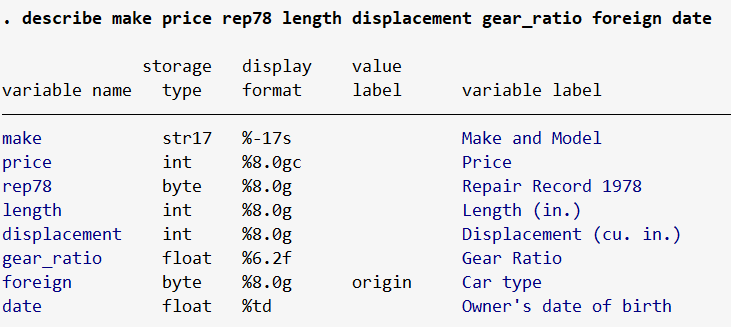 . describe make price rep78 length displacement gear_ratio foreign date
storage display value
variable name type format label variable label
make str17 %-17s Make and Model
price int %8.0gc Price
rep78 byte %8.0g Repair Record 1978
length int %8.0g Length (in.)
displacement int %8.0g Displacement (cu. in.)
gear_ratio float %6.2f Gear Ratio
foreign byte %8.0g origin Car type
date float %td Owner's date of birth